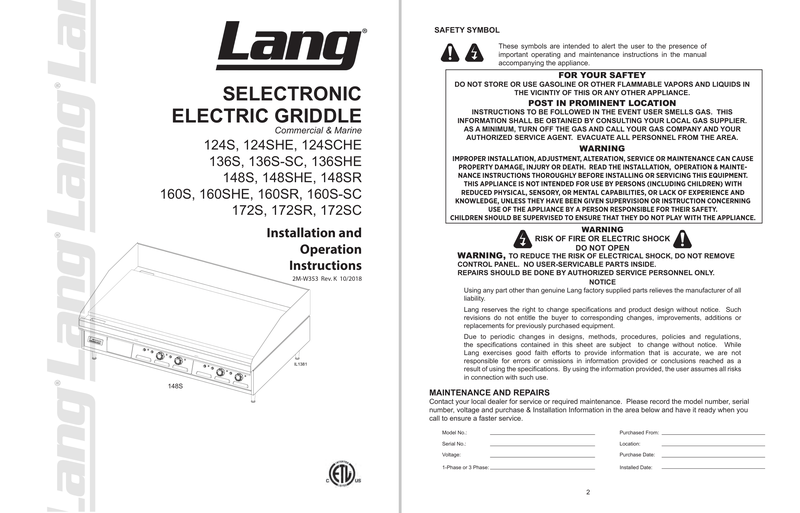 Lang®
SELECTRONIC
ELECTRIC GRIDDLE
Commercial & Marine
124S, 124SHE, 124SCHE
136S, 136S-SC, 136SHE
148S, 148SHE, 148SR
160S, 160SHE, 160SR, 160S-SC
172S, 172SR, 172SC
Installation and
Operation
Instructions
2M-W353 Rev. K 10/2018
Lang
IL1381
148S
C ETL US
Lang® Lang® Lang® Lang
SAFETY SYMBOL
These symbols are intended to alert the user to the presence of
important operating and maintenance instructions in the manual
accompanying the appliance.
FOR YOUR SAFTEY
DO NOT STORE OR USE GASOLINE OR OTHER FLAMMABLE VAPORS AND LIQUIDS IN
THE VICINTIY OF THIS OR ANY OTHER APPLIANCE.
POST IN PROMINENT LOCATION
INSTRUCTIONS TO BE FOLLOWED IN THE EVENT USER SMELLS GAS. THIS
INFORMATION SHALL BE OBTAINED BY CONSULTING YOUR LOCAL GAS SUPPLIER.
AS A MINIMUM, TURN OFF THE GAS AND CALL YOUR GAS COMPANY AND YOUR
AUTHORIZED SERVICE AGENT. EVACUATE ALL PERSONNEL FROM THE AREA.
WARNING
IMPROPER INSTALLATION, ADJUSTMENT, ALTERATION, SERVICE OR MAINTENANCE CAN CAUSE
PROPERTY DAMAGE, INJURY OR DEATH. READ THE INSTALLATION, OPERATION & MAINTE-
NANCE INSTRUCTIONS THOROUGHLY BEFORE INSTALLING OR SERVICING THIS EQUIPMENT.
THIS APPLIANCE IS NOT INTENDED FOR USE BY PERSONS (INCLUDING CHILDREN) WITH
REDUCED PHYSICAL, SENSORY, OR MENTAL CAPABILITIES, OR LACK OF EXPERIENCE AND
KNOWLEDGE, UNLESS THEY HAVE BEEN GIVEN SUPERVISION OR INSTRUCTION CONCERNING
USE OF THE APPLIANCE BY A PERSON RESPONSIBLE FOR THEIR SAFETY.
CHILDREN SHOULD BE SUPERVISED TO ENSURE THAT THEY DO NOT PLAY WITH THE APPLIANCE.
WARNING
RISK OF FIRE OR ELECTRIC SHOCK
DO NOT OPEN
WARNING, TO REDUCE THE RISK OF ELECTRICAL SHOCK, DO NOT REMOVE
CONTROL PANEL. NO USER-SERVICABLE PARTS INSIDE.
REPAIRS SHOULD BE DONE BY AUTHORIZED SERVICE PERSONNEL ONLY.
NOTICE
Using any part other than genuine Lang factory supplied parts relieves the manufacturer of all
liability.
Lang reserves the right to change specifications and product design without notice. Such
revisions do not entitle the buyer to corresponding changes, improvements, additions or
replacements for previously purchased equipment.
Due to periodic changes in designs, methods, procedures, policies and regulations,
the specifications contained in this sheet are subject to change without notice. While
Lang exercises good faith efforts to provide information that is accurate, we are not
responsible for errors or omissions in information provided or conclusions reached as a
result of using the specifications. By using the information provided, the user assumes all risks
in connection with such use.
MAINTENANCE AND REPAIRS
Contact your local dealer for service or required maintenance. Please record the model number, serial
number, voltage and purchase & Installation Information in the area below and have it ready when you
call to ensure a faster service.
Model No.: Purchased From:
Serial No.: Location:
Voltage: Purchase Date:
1-Phase or 3 Phase: Installed Date:
2